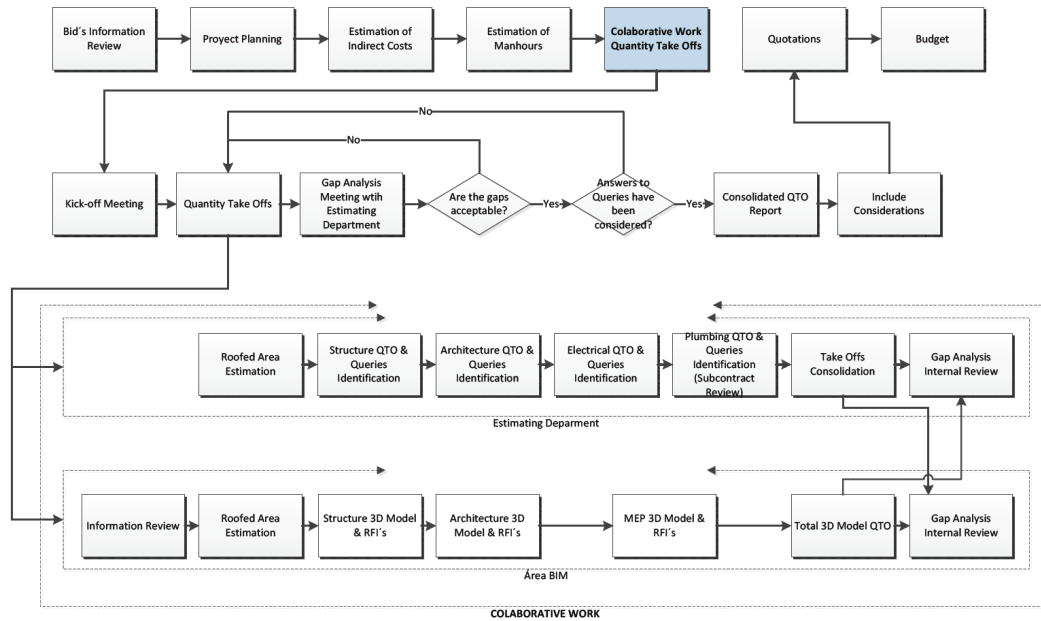 Bid´s Information
Review
Proyect Planning
Estimation of
Indirect Costs
Estimation of
Manhours
Colaborative Work
Quantity Take Offs
Quotations
Budget
No
No
Kick-off Meeting
Quantity Take Offs
Gap Analysis
Meeting wtih
Estimating
Department
Are the gaps
acceptable?
Yes
Answers to
Queries have
been
considered?
Yes
Consolidated QTO
Report
Include
Considerations
Roofed Area
Estimation
Structure QTO &
Queries
Identification
Architecture QTO &
Queries
Identification
Electrical QTO &
Queries
Identification
Plumbing QTO &
Queries
Identification
(Subcontract
Review)
Take Offs
Consolidation
Gap Analysis
Internal Review
Estimating Deparment
Information Review
Roofed Area
Estimation
Structure 3D Model
& RFI´s
Architecture 3D
Model & RFI´s
MEP 3D Model &
RFI´s
Total 3D Model QTO
Gap Analysis
Internal Review
Área BIM
COLABORATIVE WORK